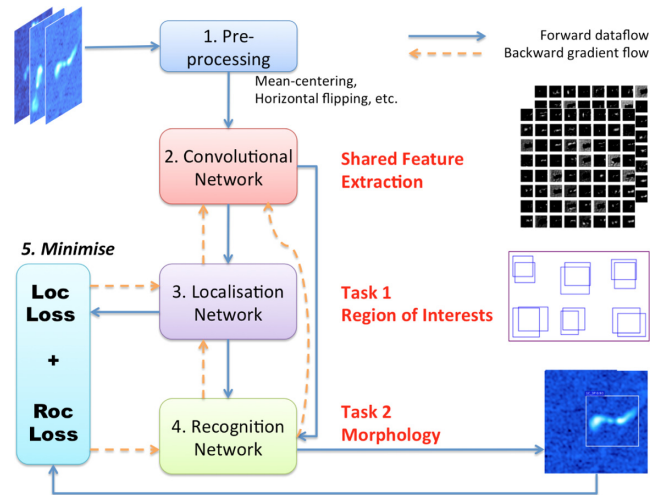 1. Pre-
processing
Forward dataflow
Backward gradient flow
Mean-centering,
Horizontal flipping, etc.
2. Convolutional
Network
Shared Feature
Extraction
5. Minimise
Loc
Loss
+
Roc
Loss
3. Localisation
Network
Task 1
Region of Interests
4. Recognition
Network
Task 2
Morphology